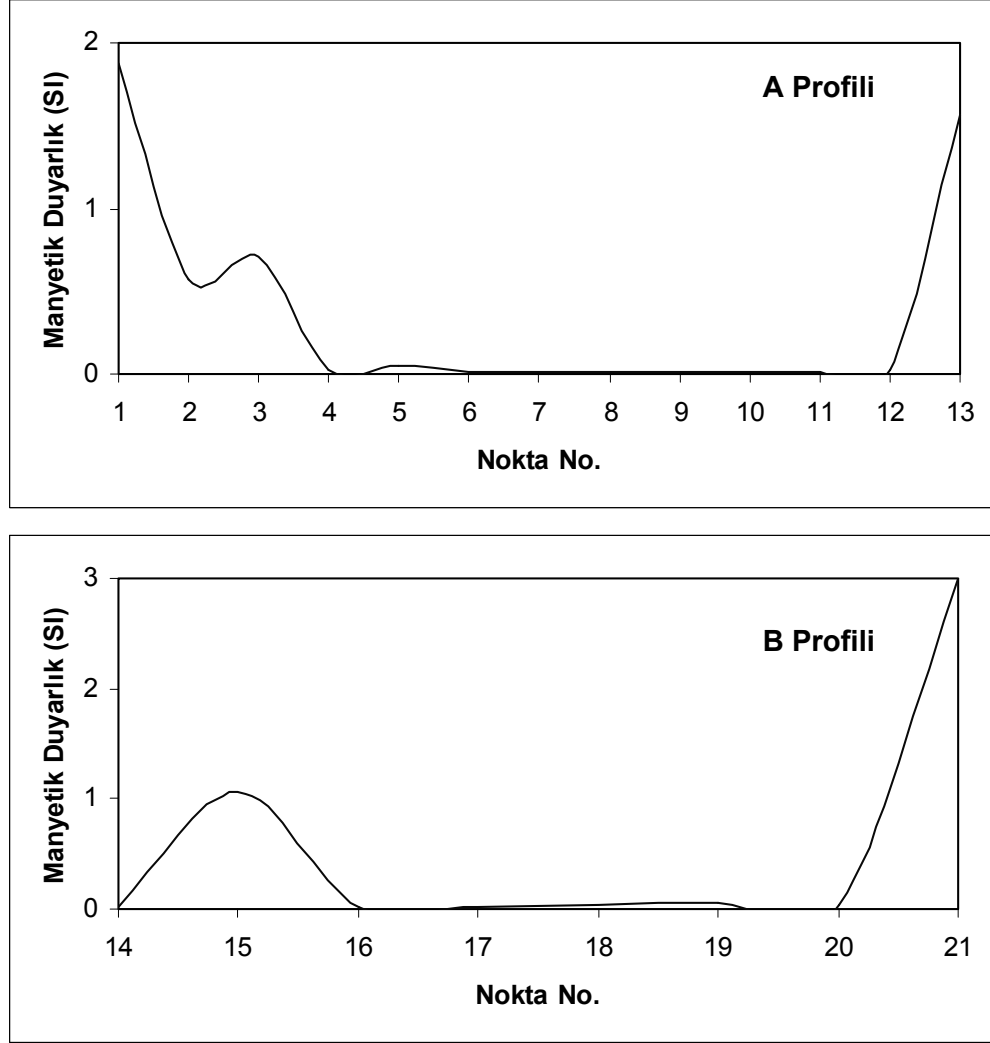 A Profili
Manyetik Duyarlık (SI)
2
1
0
1 2 3 4 5 6 7 8 9 10 11 12 13
Nokta No.
B Profili
Manyetik Duyarlık (SI)
3
2
1
0
14 15 16 17 18 19 20 21
Nokta No.